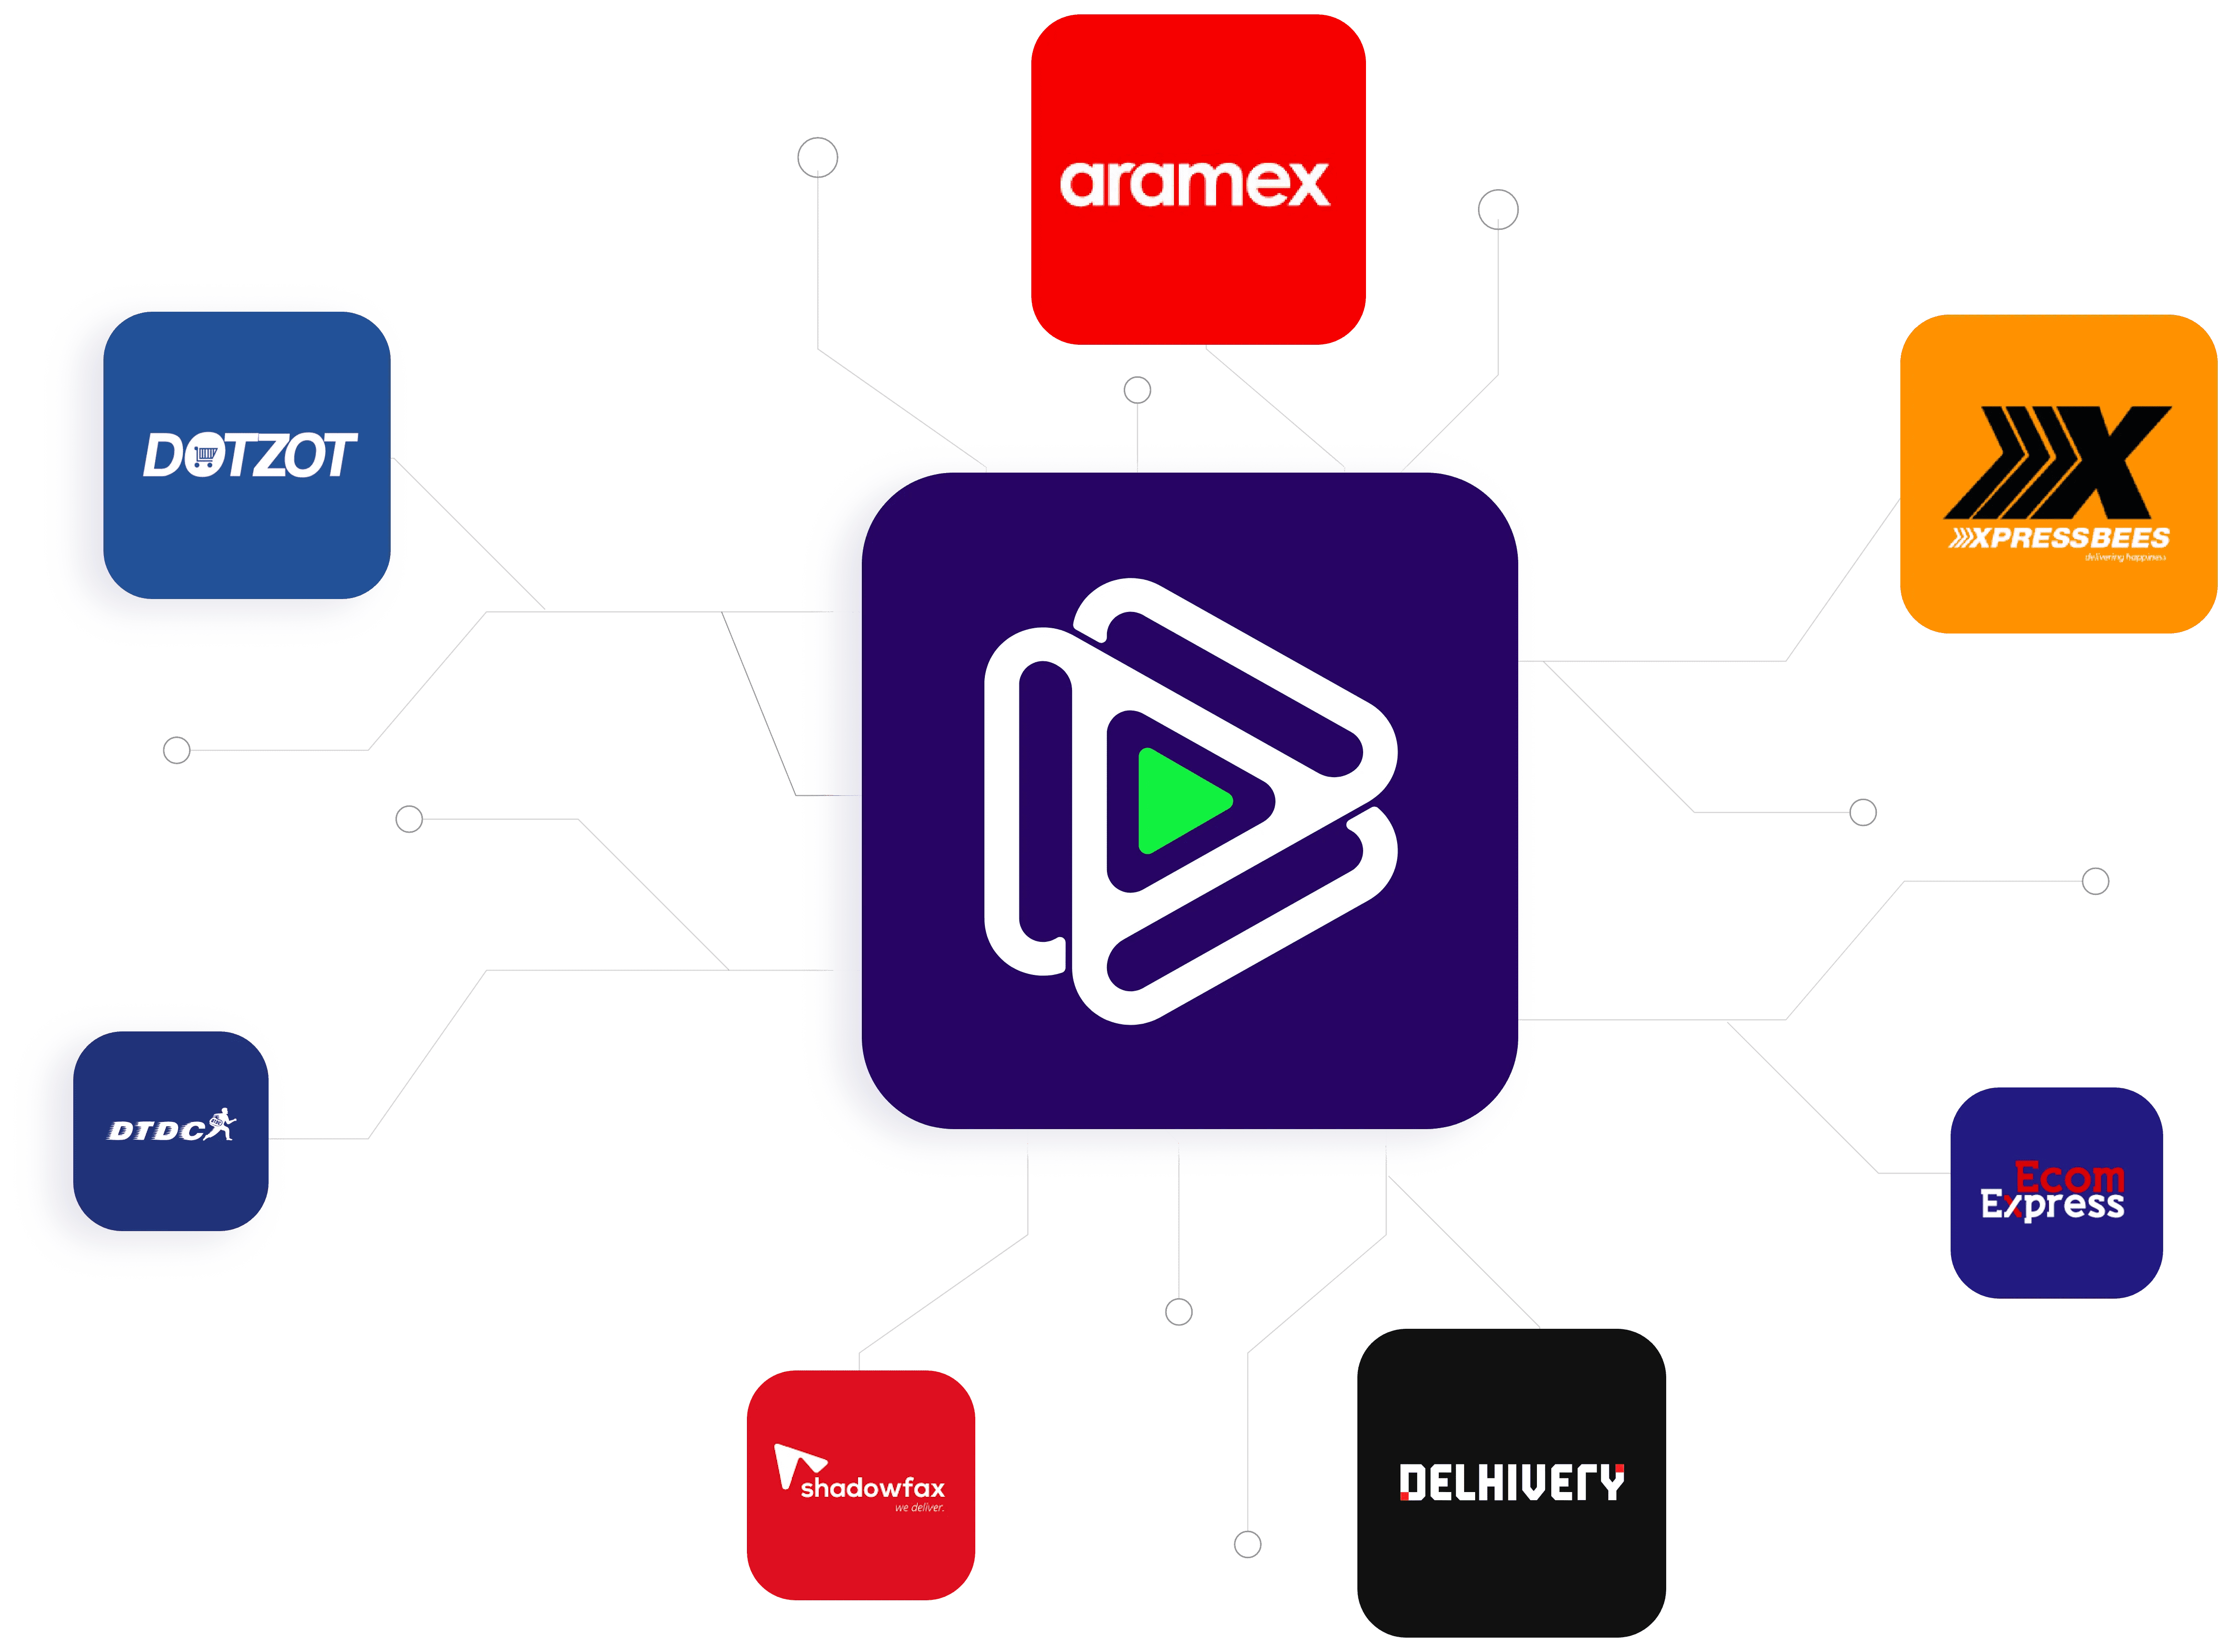 aramex
DOTZOT
XPRESSBEES
delivering happiness
DTDC
Ecom
Express
shadowfax
we deliver.
DELHIVERY